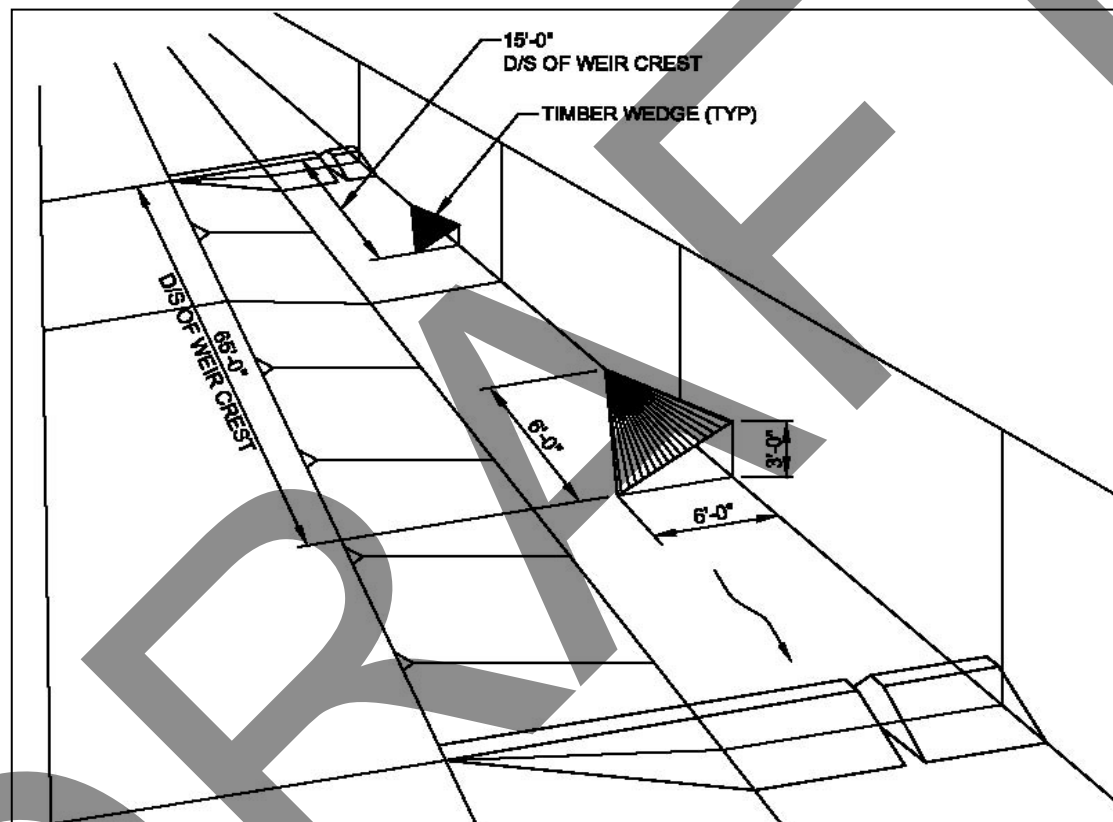 15'-0"
D/S OF WEIR CREST
TIMBER WEDGE (TYP)
65'-0"
D/S OF WEIR CREST
6'-0"
3'-0"
6'-0"
DRAFT